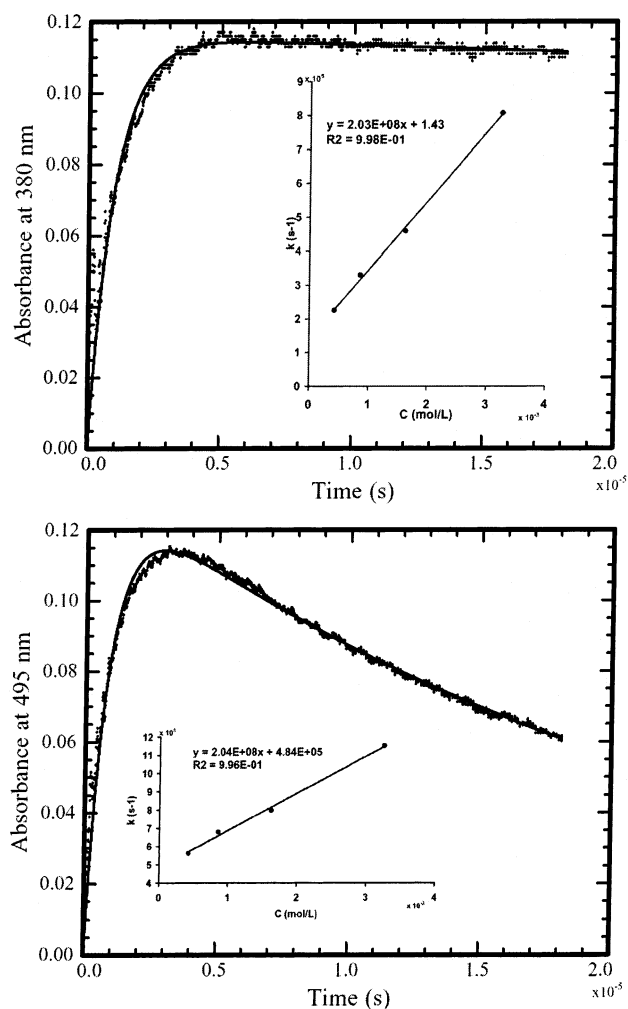 0.12
0.10
0.08
0.06
0.04
0.02
0.00
Absorbance at 380 nm
9 x 10⁵
8
7
6
5
4
3
2
1
0
k (s-1)
y = 2.03E+08x + 1.43
R2 = 9.98E-01
0 1 2 3 4
C (mol/L) x 10⁻³
0.0 0.5 1.0 1.5 2.0
Time (s) x10⁻⁵
0.12
0.10
0.08
0.06
0.04
0.02
0.00
Absorbance at 495 nm
12
11
10
9
8
7
6
5
4
k (s-1)
y = 2.04E+08x + 4.84E+05
R2 = 9.96E-01
0 1 2 3 4
C (mol/L) x 10⁻³
0.0 0.5 1.0 1.5 2.0
Time (s) x10⁻⁵